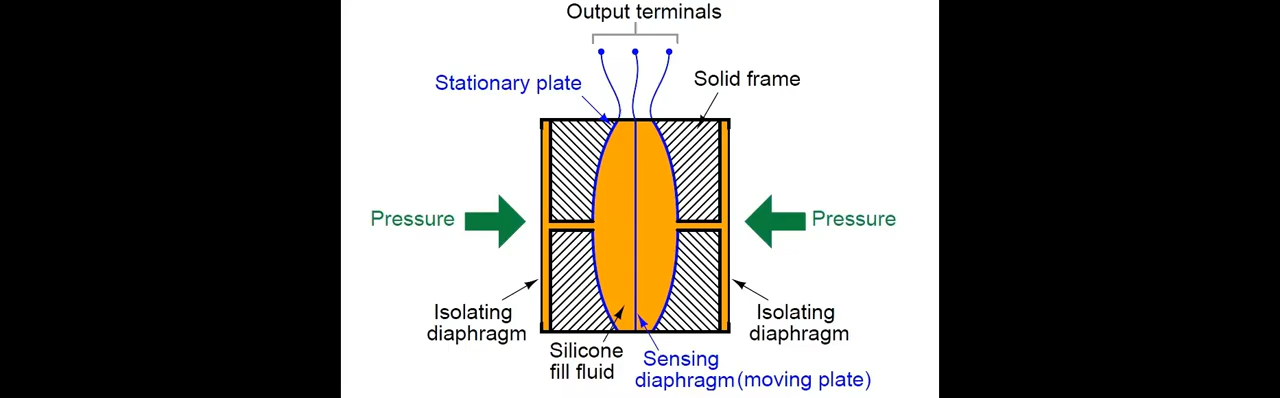 Output terminals
Stationary plate
Solid frame
Pressure
Pressure
Isolating
diaphragm
Isolating
diaphragm
Silicone
fill fluid
Sensing
diaphragm (moving plate)